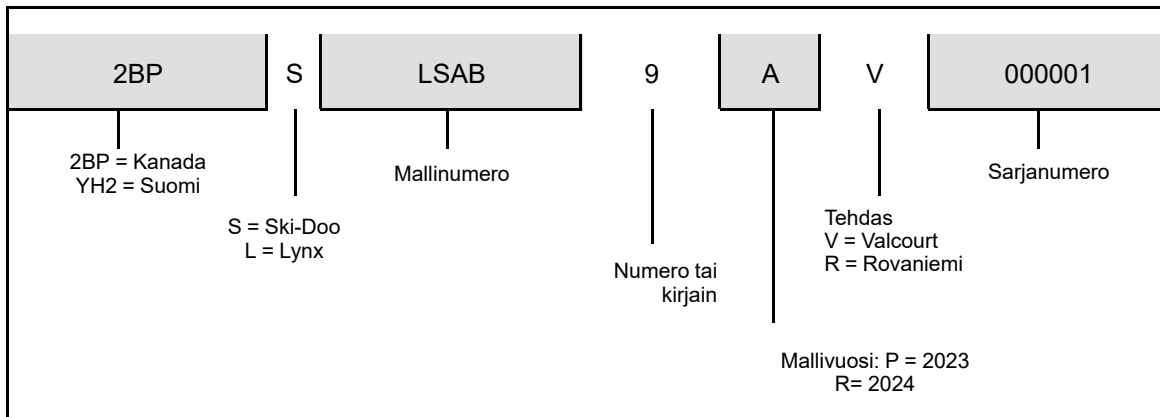 2BP S LSAB 9 A V 000001
2BP = Kanada
YH2 = Suomi
Mallinumero
Sarjanumero
S = Ski-Doo
L = Lynx
Tehdas
V = Valcourt
R = Rovaniemi
Numero tai
kirjain
Mallivuosi: P = 2023
R= 2024